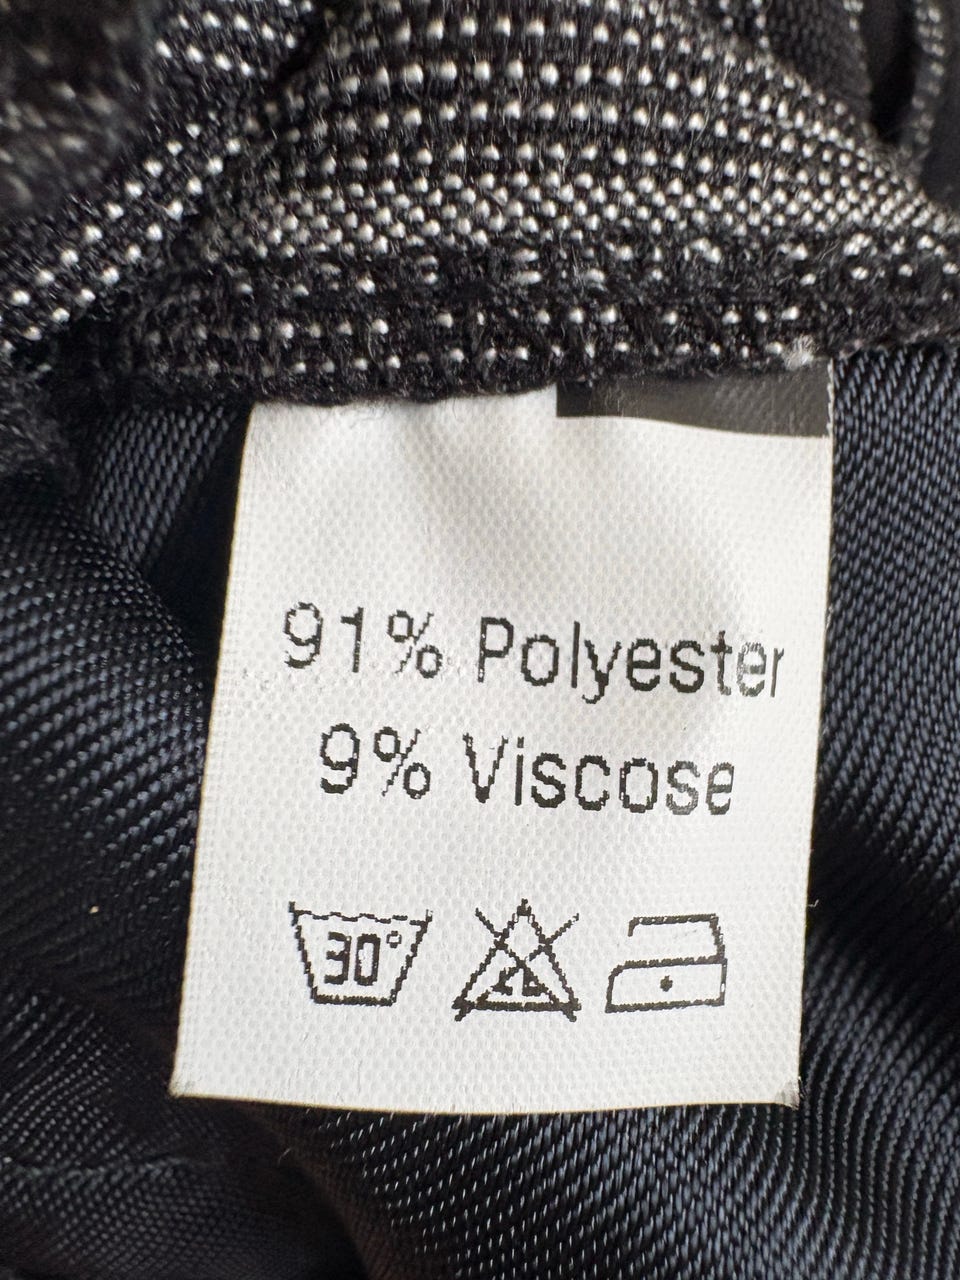 91% Polyester
9% Viscose
30°